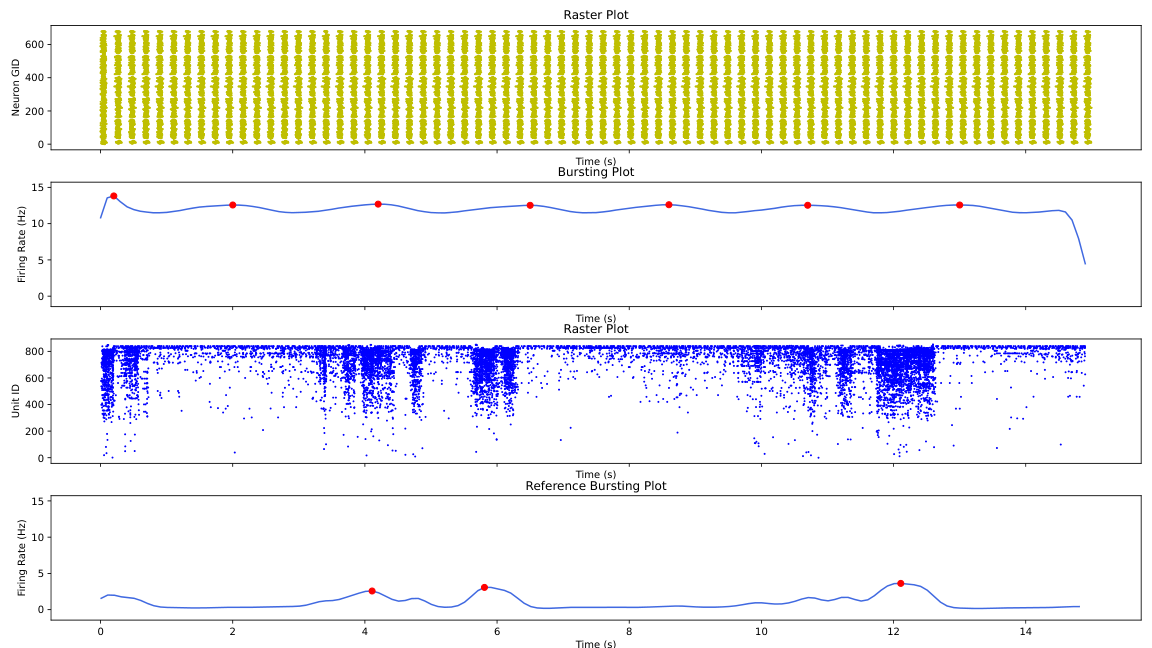 Raster Plot
Neuron GID
600
400
200
0
Time (s)
Bursting Plot
Firing Rate (Hz)
15
10
5
0
Time (s)
Raster Plot
Unit ID
800
600
400
200
0
Time (s)
Reference Bursting Plot
Firing Rate (Hz)
15
10
5
0
0 2 4 6 8 10 12 14
Time (s)